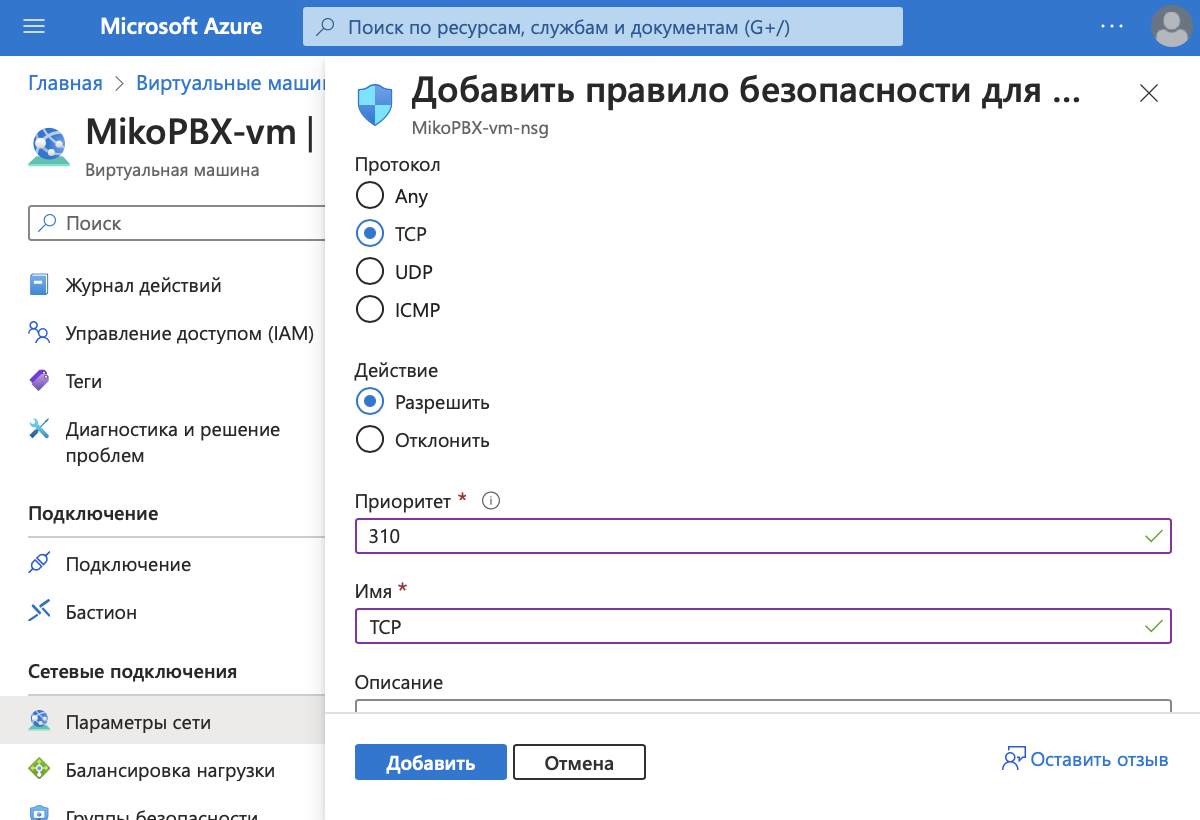 Microsoft Azure
Поиск по ресурсам, службам и документам (G+/)
Главная > Виртуальные маши
MikoPBX-vm |
Виртуальная машина
Поиск
Журнал действий
Управление доступом (IAM)
Теги
Диагностика и решение
проблем
Подключение
Подключение
Бастион
Сетевые подключения
Параметры сети
Балансировка нагрузки
Группы безопасности
Добавить правило безопасности для ...
MikoPBX-vm-nsg
Протокол
Any
TCP
UDP
ICMP
Действие
Разрешить
Отклонить
Приоритет *
310
Имя *
TCP
Описание
Добавить
Отмена
Оставить отзыв